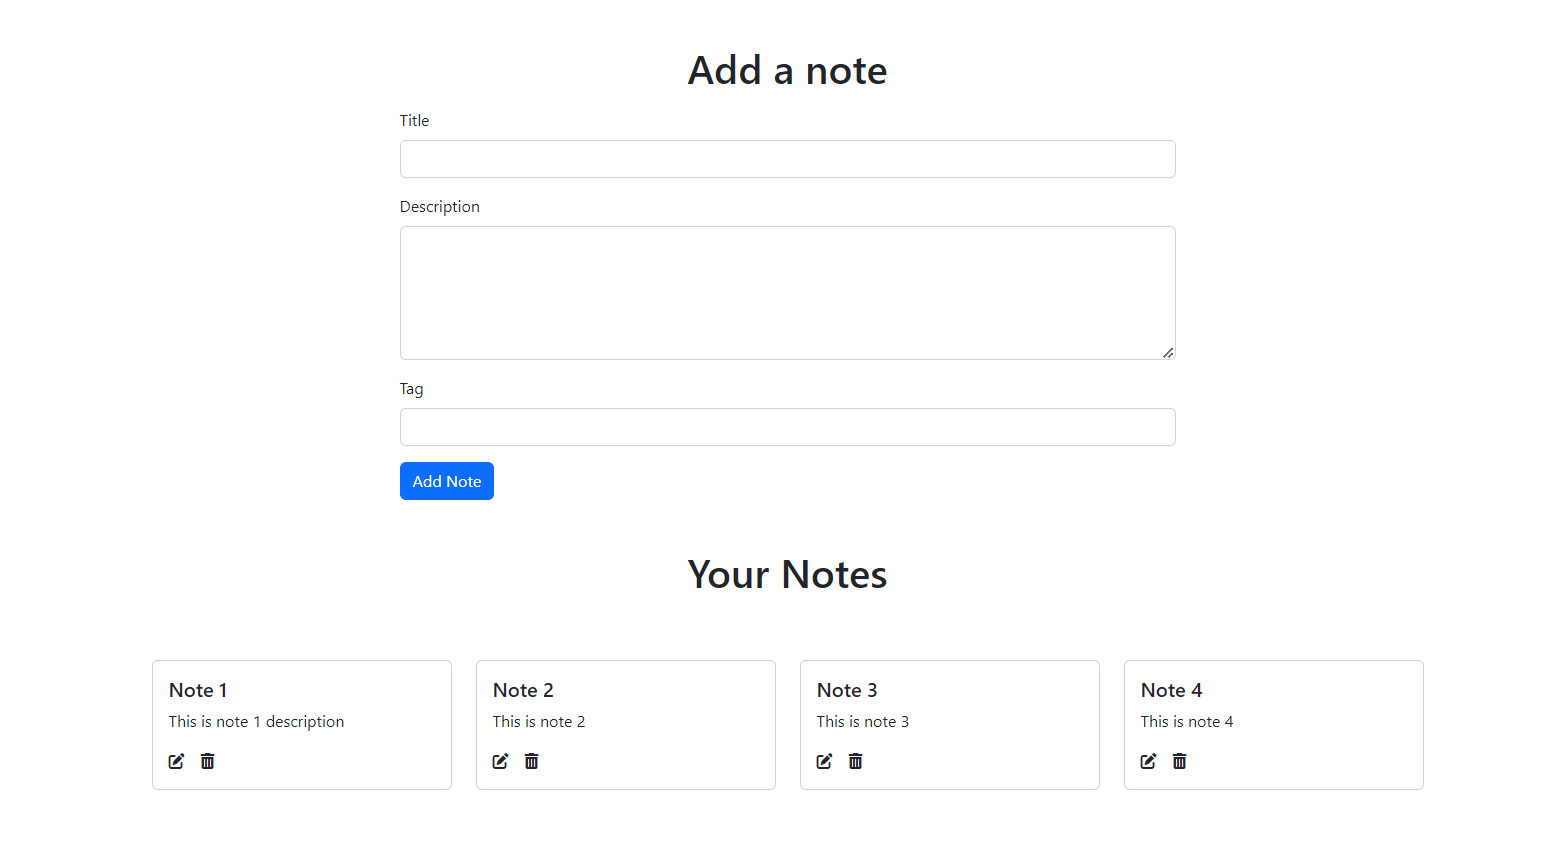 Add a note
Title
Description
Tag
Add Note
Your Notes
Note 1
This is note 1 description
Note 2
This is note 2
Note 3
This is note 3
Note 4
This is note 4